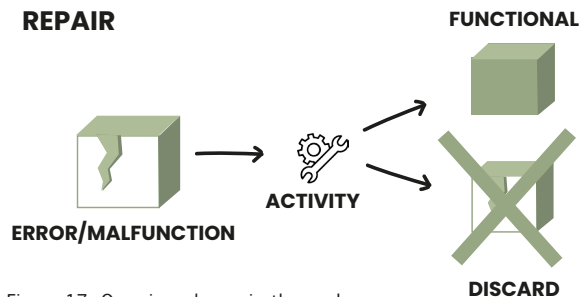 REPAIR
FUNCTIONAL
ACTIVITY
ERROR/MALFUNCTION
DISCARD